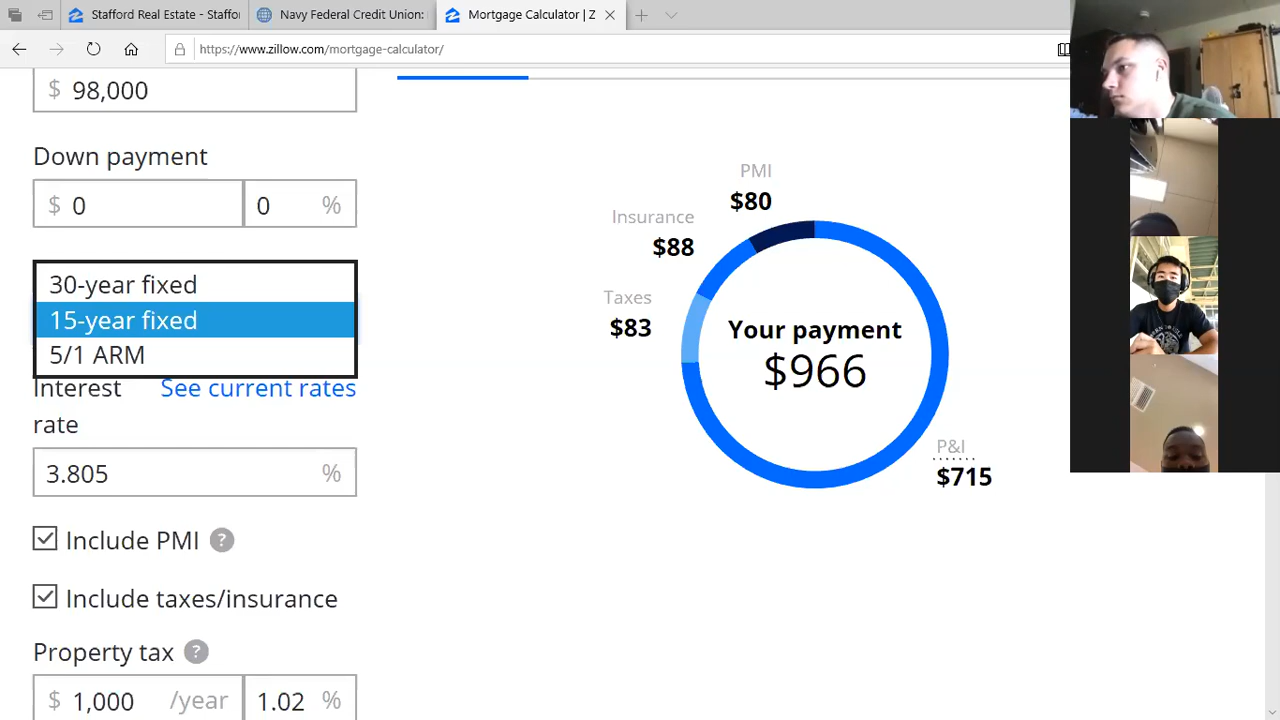 Stafford Real Estate - Staffor
Navy Federal Credit Union:
Mortgage Calculator | Z
https://www.zillow.com/mortgage-calculator/
$ 98,000
Down payment
$ 0
0 %
30-year fixed
15-year fixed
5/1 ARM
Interest rate
See current rates
3.805 %
Include PMI ?
Include taxes/insurance
Property tax ?
$ 1,000 /year
1.02 %
PMI
$80
Insurance
$88
Taxes
$83
Your payment
$966
P&I
$715